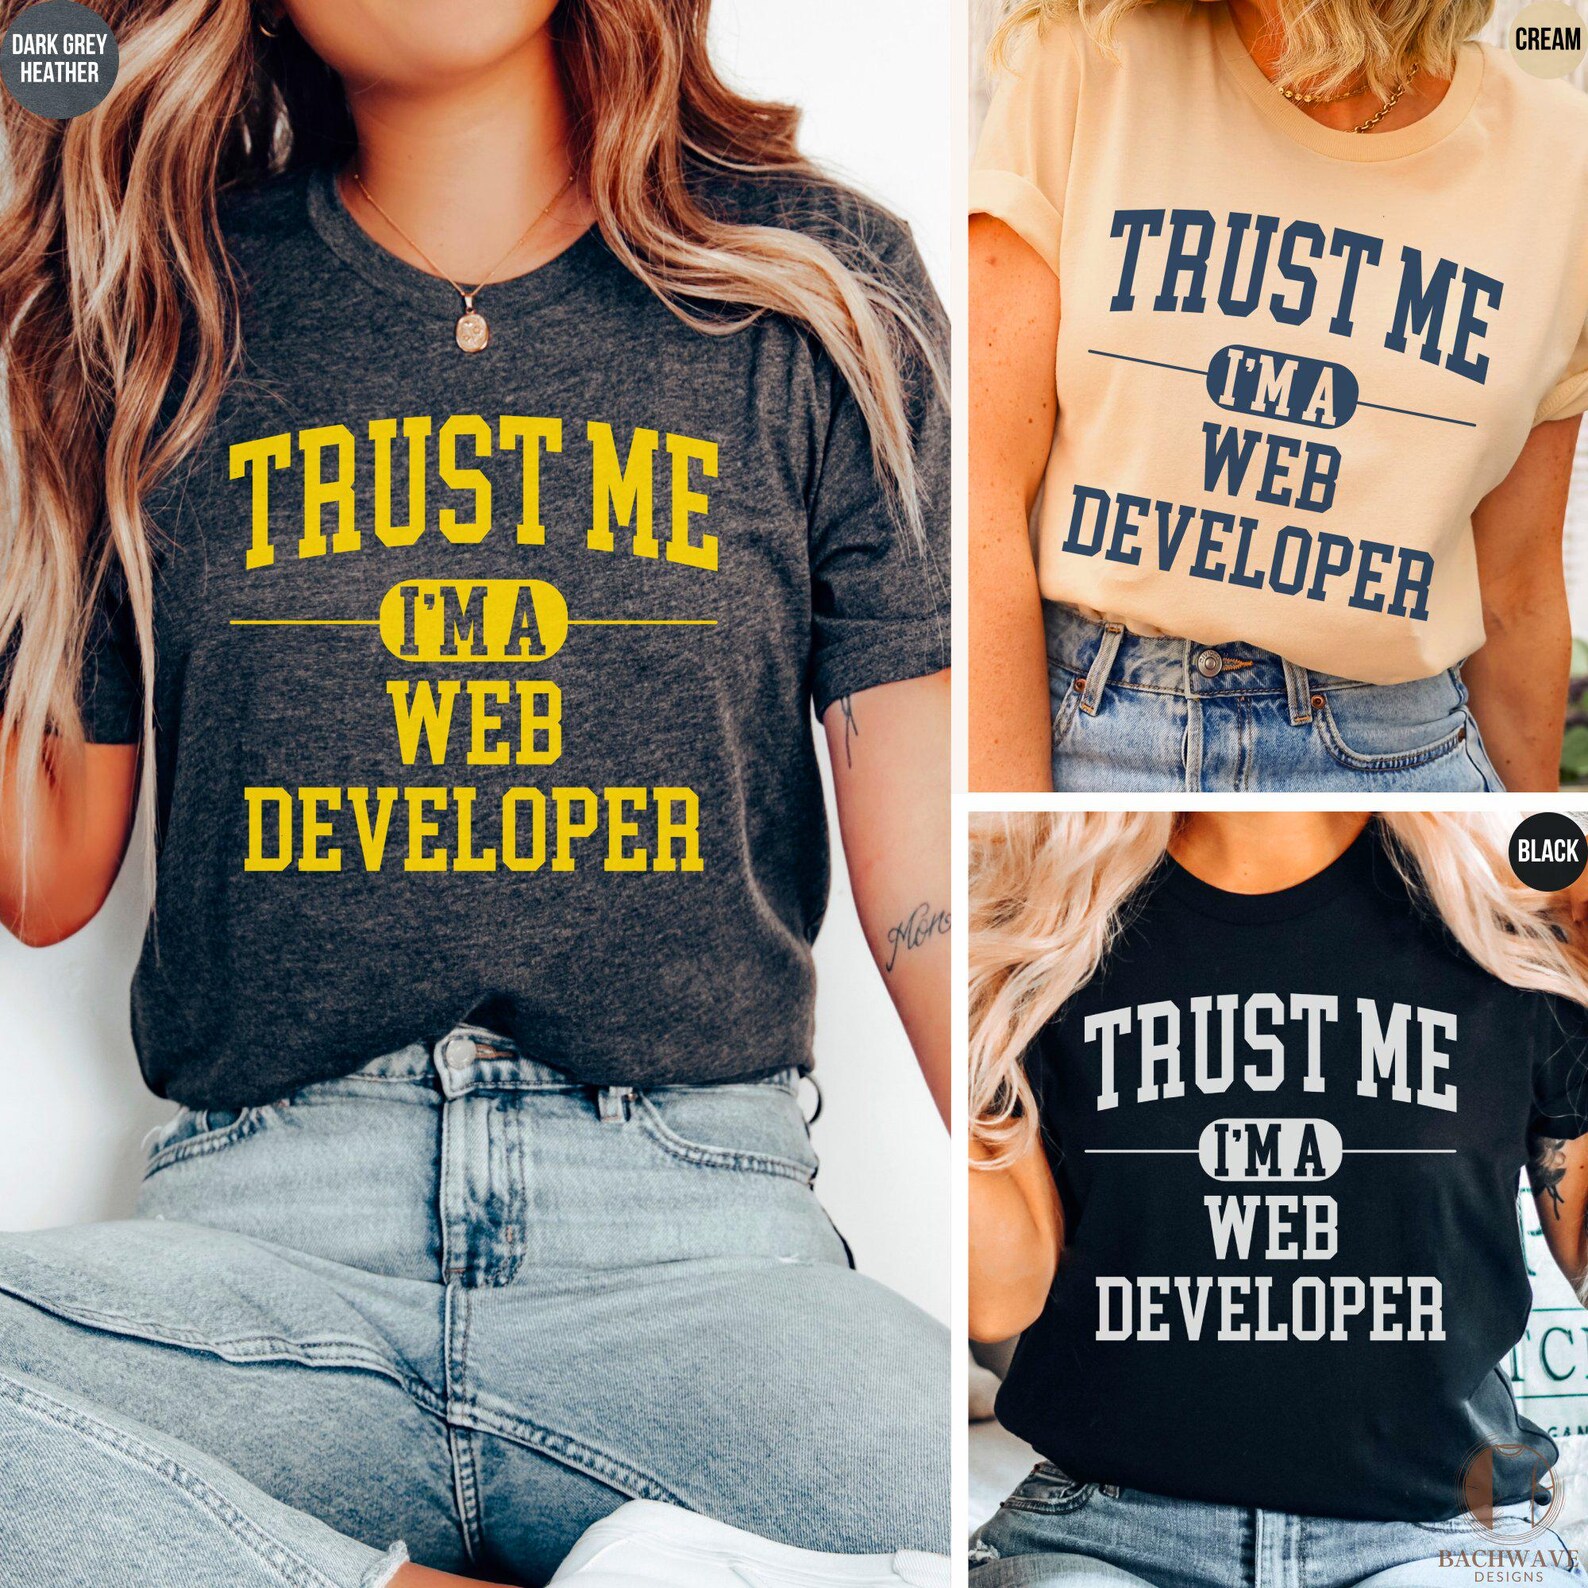 DARK GREY
HEATHER
TRUST ME
I'M A
WEB
DEVELOPER
CREAM
TRUST ME
I'M A
WEB
DEVELOPER
BLACK
TRUST ME
I'M A
WEB
DEVELOPER
BACHWAVE
DESIGNS